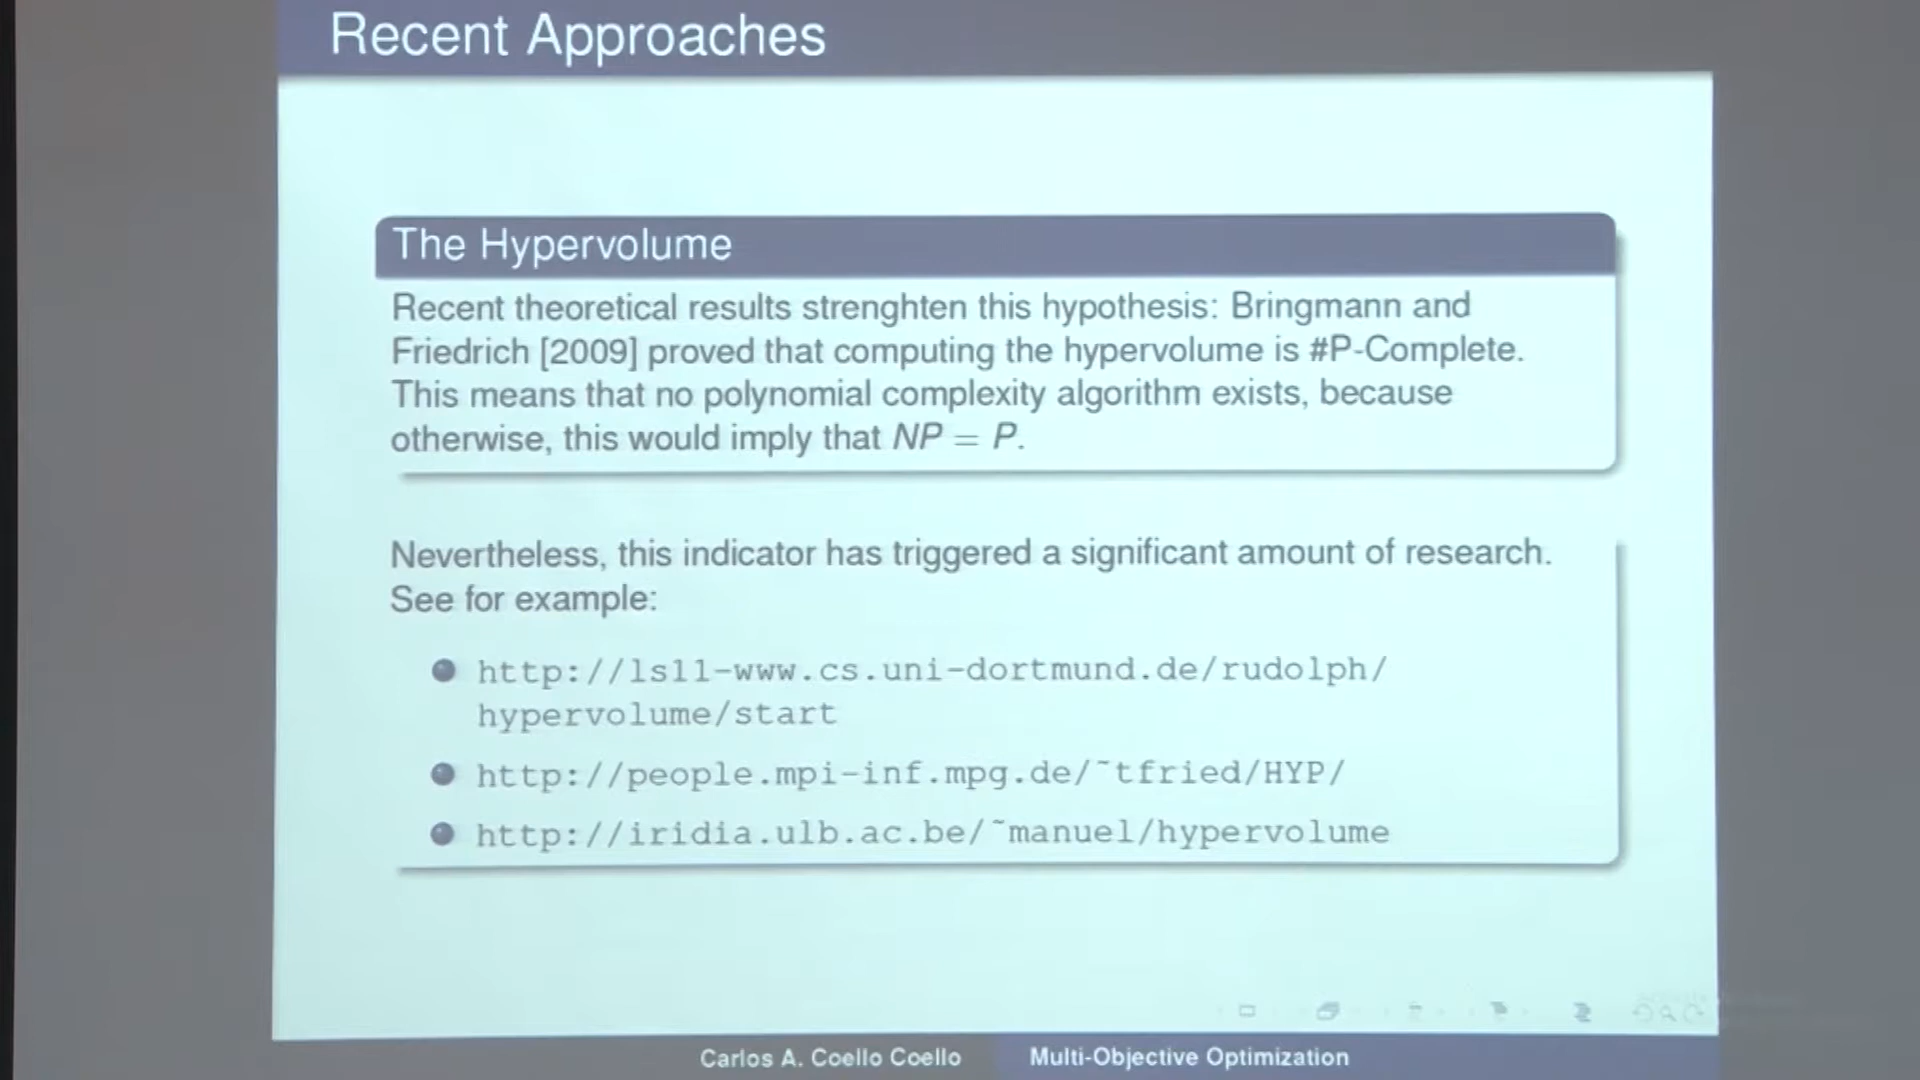 Recent Approaches
The Hypervolume
Recent theoretical results strenghten this hypothesis: Bringmann and
Friedrich [2009] proved that computing the hypervolume is #P-Complete.
This means that no polynomial complexity algorithm exists, because
otherwise, this would imply that NP = P.
Nevertheless, this indicator has triggered a significant amount of research.
See for example:
http://ls11-www.cs.uni-dortmund.de/rudolph/
hypervolume/start
http://people.mpi-inf.mpg.de/~tfried/HYP/
http://iridia.ulb.ac.be/~manuel/hypervolume
Carlos A. Coello Coello Multi-Objective Optimization